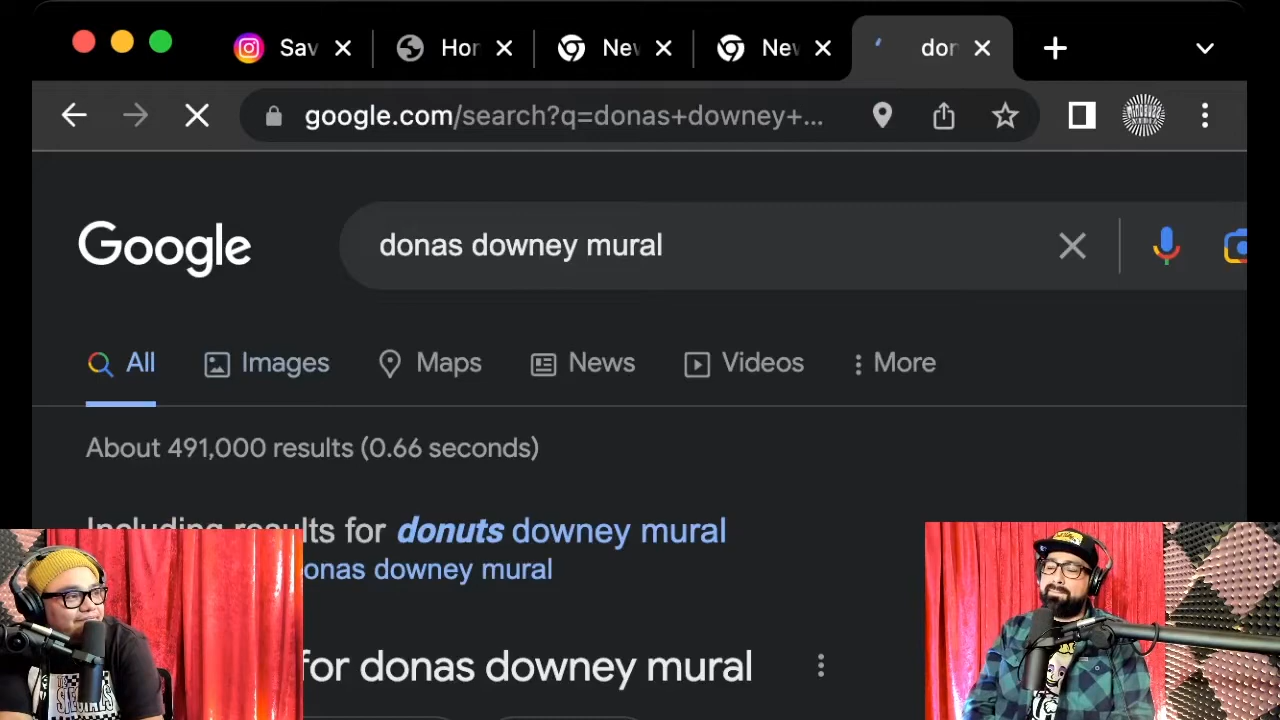 Sav
Hor
Nev
Nev
don
google.com/search?q=donas+downey+...
Google
donas downey mural
All
Images
Maps
News
Videos
More
About 491,000 results (0.66 seconds)
Including results for donuts downey mural
onas downey mural
for donas downey mural
SPECIALS